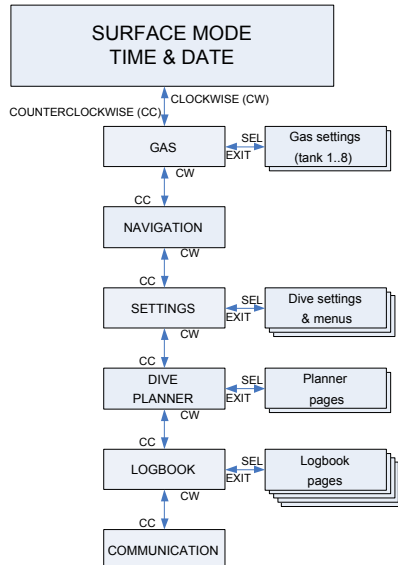 SURFACE MODE
TIME & DATE
CLOCKWISE (CW)
COUNTERCLOCKWISE (CC)
GAS
SEL
EXIT
Gas settings
(tank 1..8)
CW
CC
NAVIGATION
CW
CC
SETTINGS
SEL
EXIT
Dive settings
& menus
CW
CC
DIVE
PLANNER
SEL
EXIT
Planner
pages
CW
CC
LOGBOOK
SEL
EXIT
Logbook
pages
CW
CC
COMMUNICATION